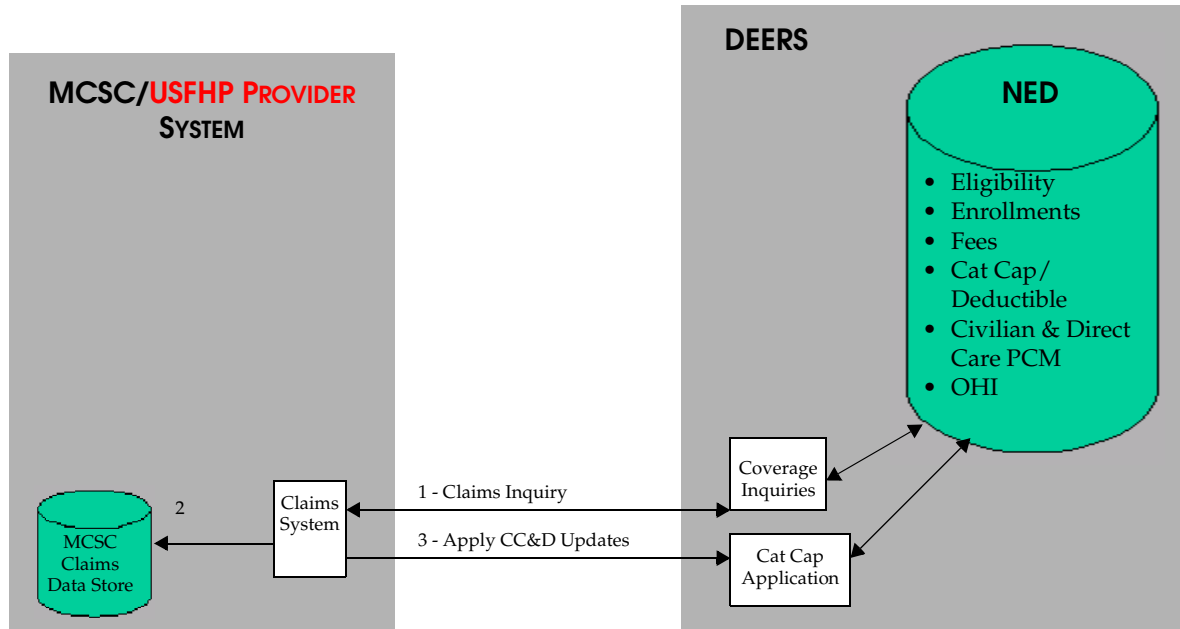 MCSC/USFHP PROVIDER
SYSTEM
DEERS
NED
• Eligibility
• Enrollments
• Fees
• Cat Cap/
Deductible
• Civilian & Direct
Care PCM
• OHI
Coverage
Inquiries
1 - Claims Inquiry
Claims
System
2
MCSC
Claims
Data Store
3 - Apply CC&D Updates
Cat Cap
Application